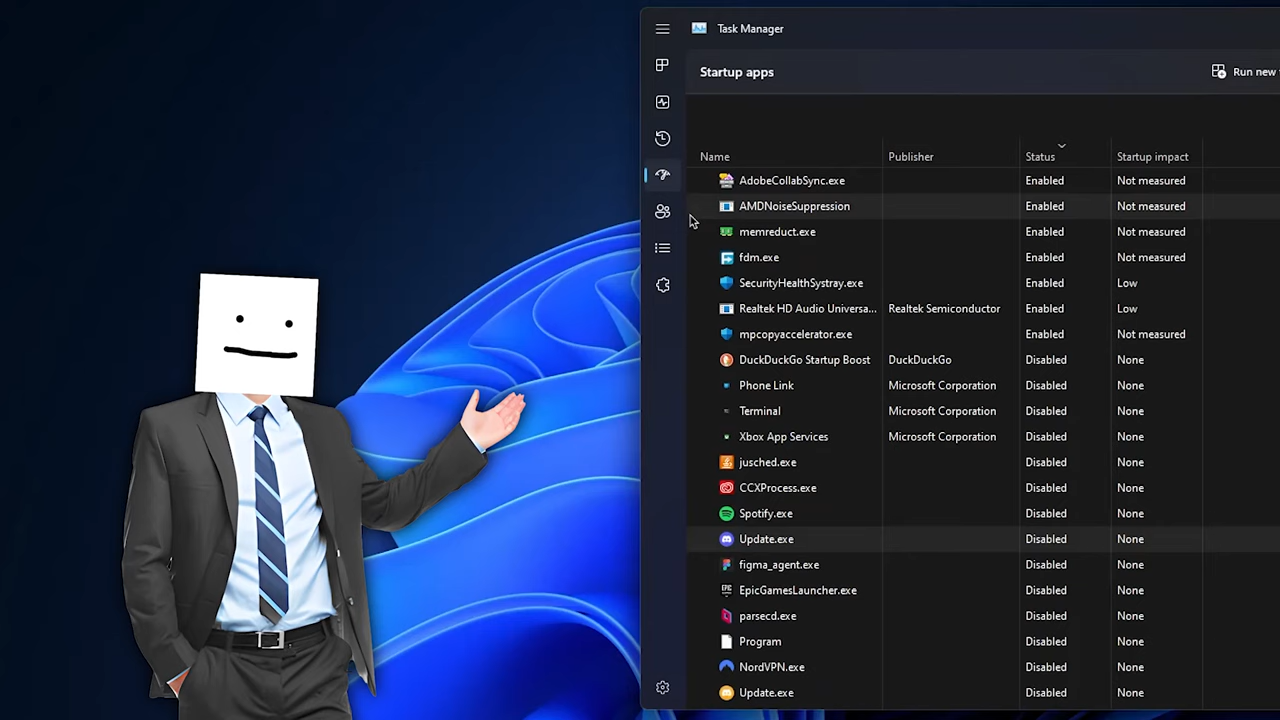 Task Manager
Startup apps
Run new
Name Publisher Status Startup impact
AdobeCollabSync.exe Enabled Not measured
AMDNoiseSuppression Enabled Not measured
memreduct.exe Enabled Not measured
fdm.exe Enabled Not measured
SecurityHealthSystray.exe Enabled Low
Realtek HD Audio Universa... Realtek Semiconductor Enabled Low
mpcopyaccelerator.exe Enabled Not measured
DuckDuckGo Startup Boost DuckDuckGo Disabled None
Phone Link Microsoft Corporation Disabled None
Terminal Microsoft Corporation Disabled None
Xbox App Services Microsoft Corporation Disabled None
jusched.exe Disabled None
CCXProcess.exe Disabled None
Spotify.exe Disabled None
Update.exe Disabled None
figma_agent.exe Disabled None
EpicGamesLauncher.exe Disabled None
parsecd.exe Disabled None
Program Disabled None
NordVPN.exe Disabled None
Update.exe Disabled None